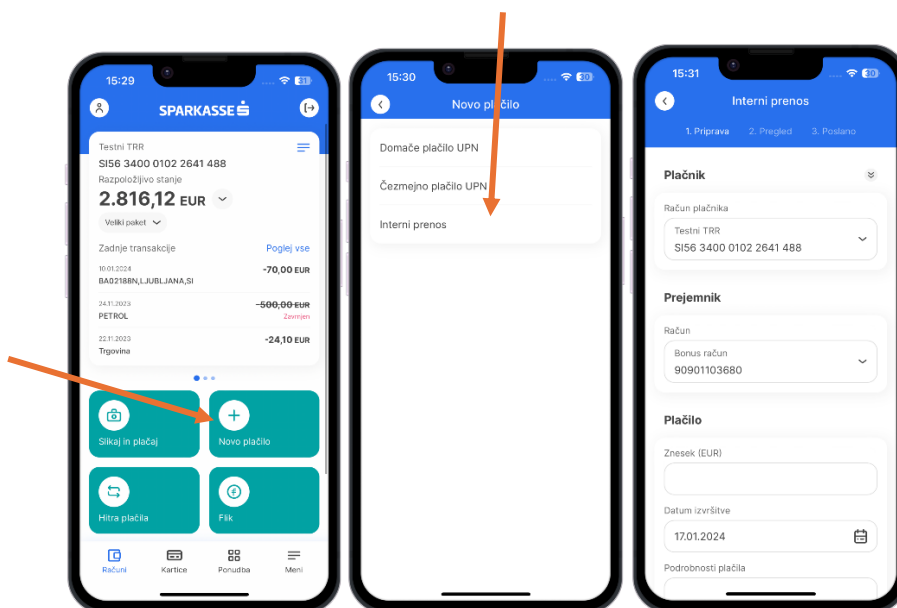 15:29
31
SPARKASSE
Testni TRR
SI56 3400 0102 2641 488
Razpoložljivo stanje
2.816,12 EUR
Veliki paket
Zadnje transakcije Poglej vse
10.01.2024
BA02188N,LJUBLJANA,SI -70,00 EUR
24.11.2023
PETROL -500,00 EUR
Zavrnjen
22.11.2023
Trgovina -24,10 EUR
Slikaj in plačaj
Novo plačilo
Hitra plačila
Flik
Računi Kartice Ponudba Meni
15:30
30
Novo plačilo
Domače plačilo UPN
Čezmejno plačilo UPN
Interni prenos
15:31
30
Interni prenos
1. Priprava 2. Pregled 3. Poslano
Plačnik
Račun plačnika
Testni TRR
SI56 3400 0102 2641 488
Prejemnik
Račun
Bonus račun
90901103680
Plačilo
Znesek (EUR)
Datum izvršitve
17.01.2024
Podrobnosti plačila